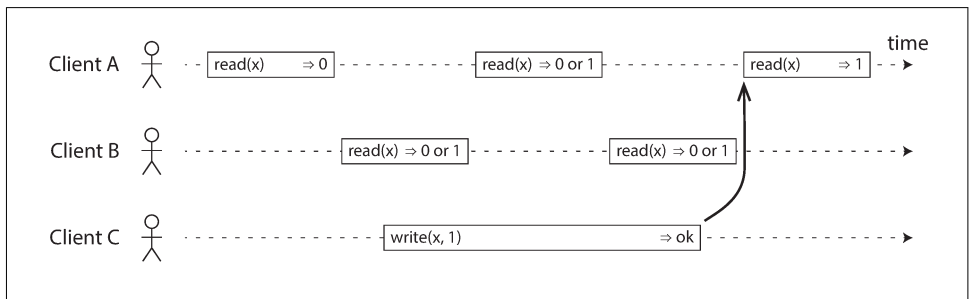 time
Client A read(x) ⇒ 0 read(x) ⇒ 0 or 1 read(x) ⇒ 1
Client B read(x) ⇒ 0 or 1 read(x) ⇒ 0 or 1
Client C write(x, 1) ⇒ ok